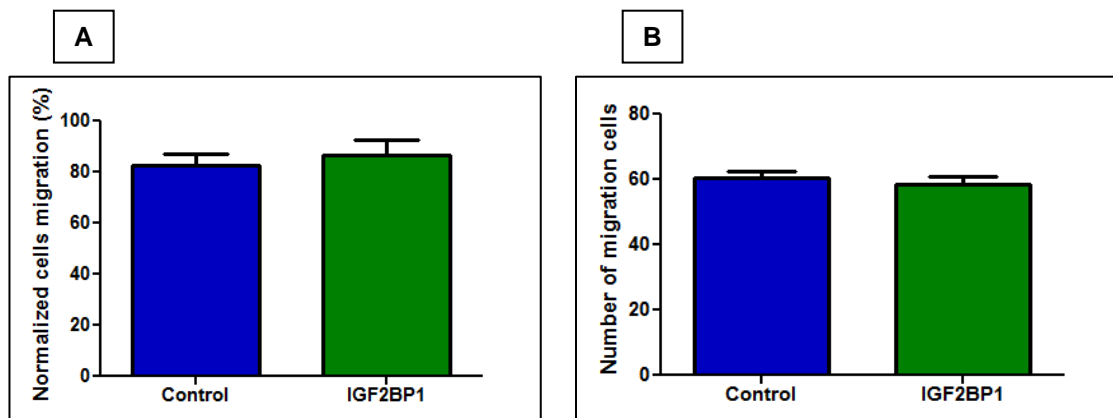 A
Normalized cells migration (%)
100
80
60
40
20
0
Control IGF2BP1
B
Number of migration cells
80
60
40
20
0
Control IGF2BP1